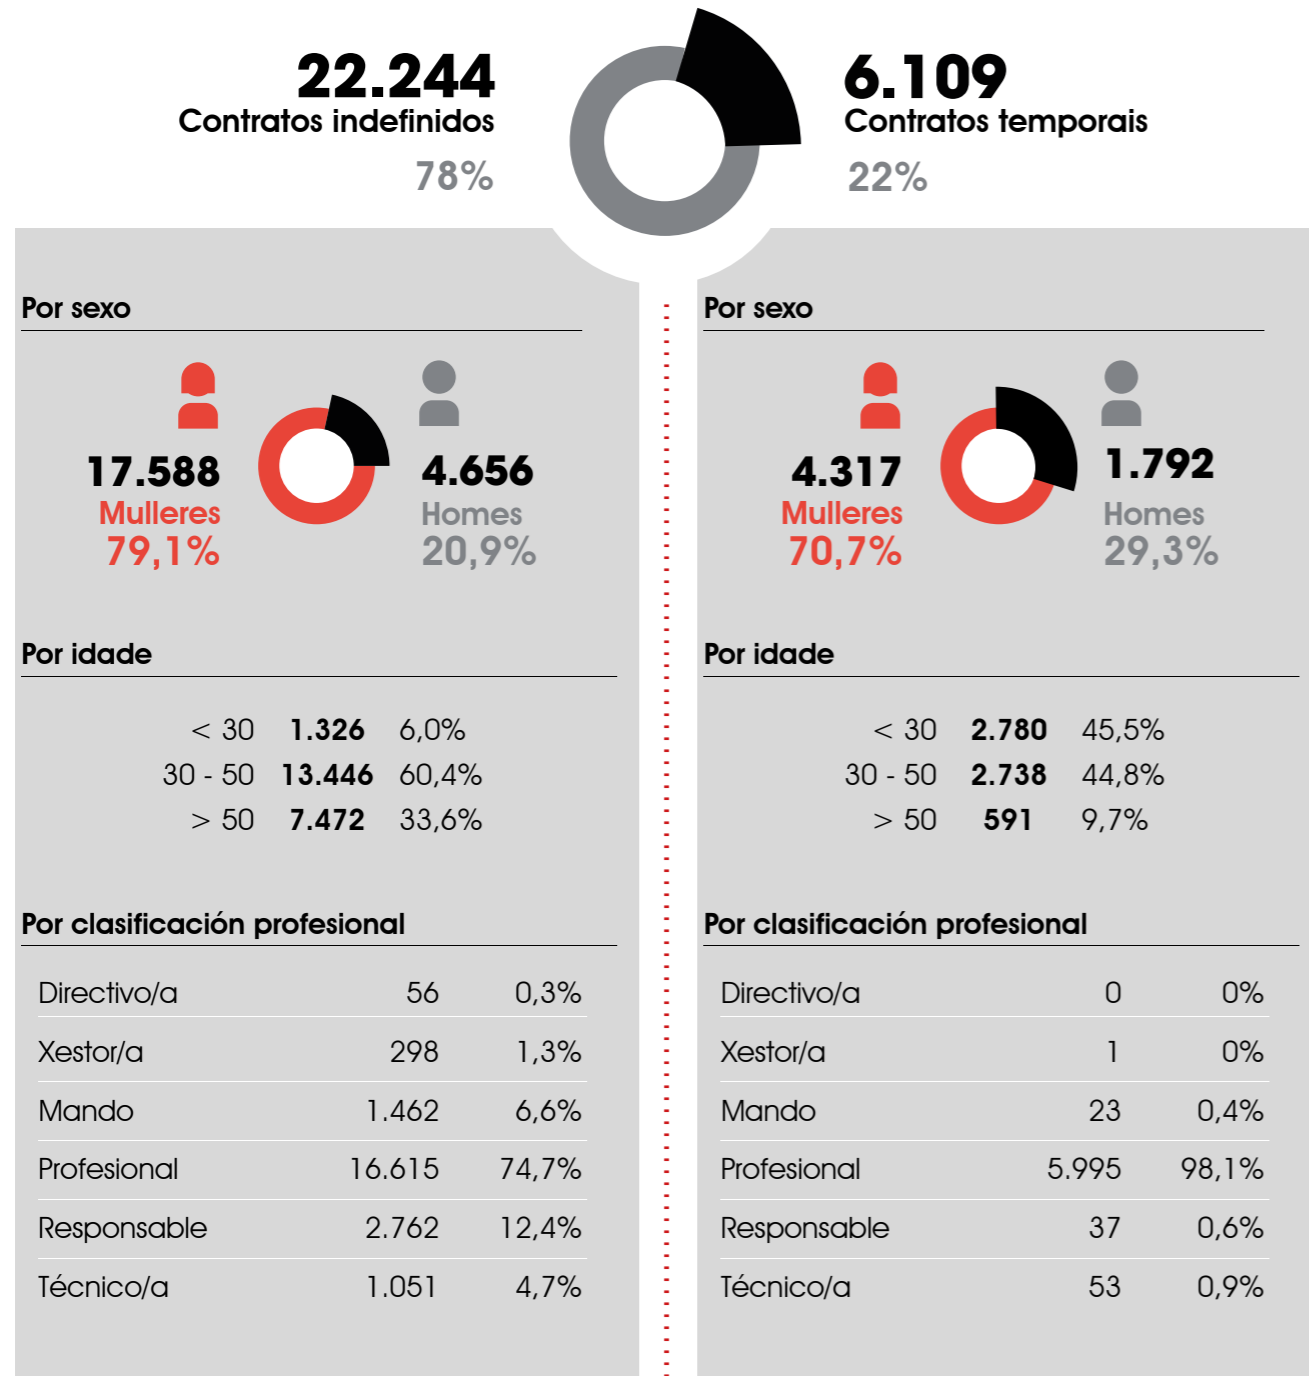 22.244
Contratos indefinidos
78%
6.109
Contratos temporais
22%
Por sexo
17.588
Mulleres
79,1%
4.656
Homes
20,9%
Por idade
< 30 1.326 6,0%
30 - 50 13.446 60,4%
> 50 7.472 33,6%
Por clasificación profesional
Directivo/a 56 0,3%
Xestor/a 298 1,3%
Mando 1.462 6,6%
Profesional 16.615 74,7%
Responsable 2.762 12,4%
Técnico/a 1.051 4,7%
Por sexo
4.317
Mulleres
70,7%
1.792
Homes
29,3%
Por idade
< 30 2.780 45,5%
30 - 50 2.738 44,8%
> 50 591 9,7%
Por clasificación profesional
Directivo/a 0 0%
Xestor/a 1 0%
Mando 23 0,4%
Profesional 5.995 98,1%
Responsable 37 0,6%
Técnico/a 53 0,9%